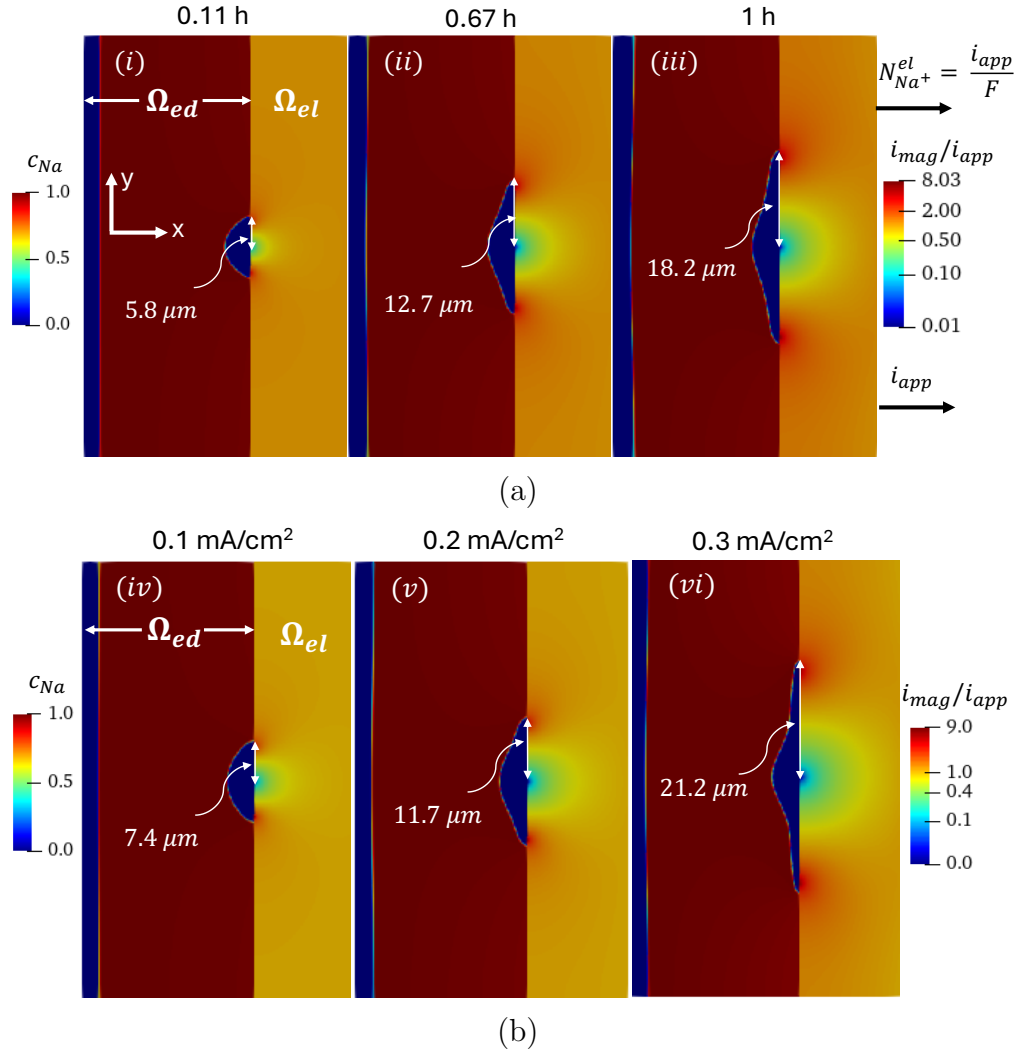 0.11 h 0.67 h 1 h
(i) (ii) (iii)
Ω_ed Ω_el
N^{el}_{Na^+} = i_app / F
c_Na
1.0
0.5
0.0
y
x
5.8 μm
12.7 μm
18.2 μm
i_mag/i_app
8.03
2.00
0.50
0.10
0.01
i_app
(a)
0.1 mA/cm² 0.2 mA/cm² 0.3 mA/cm²
(iv) (v) (vi)
Ω_ed Ω_el
c_Na
1.0
0.5
0.0
7.4 μm
11.7 μm
21.2 μm
i_mag/i_app
9.0
1.0
0.4
0.1
0.0
(b)